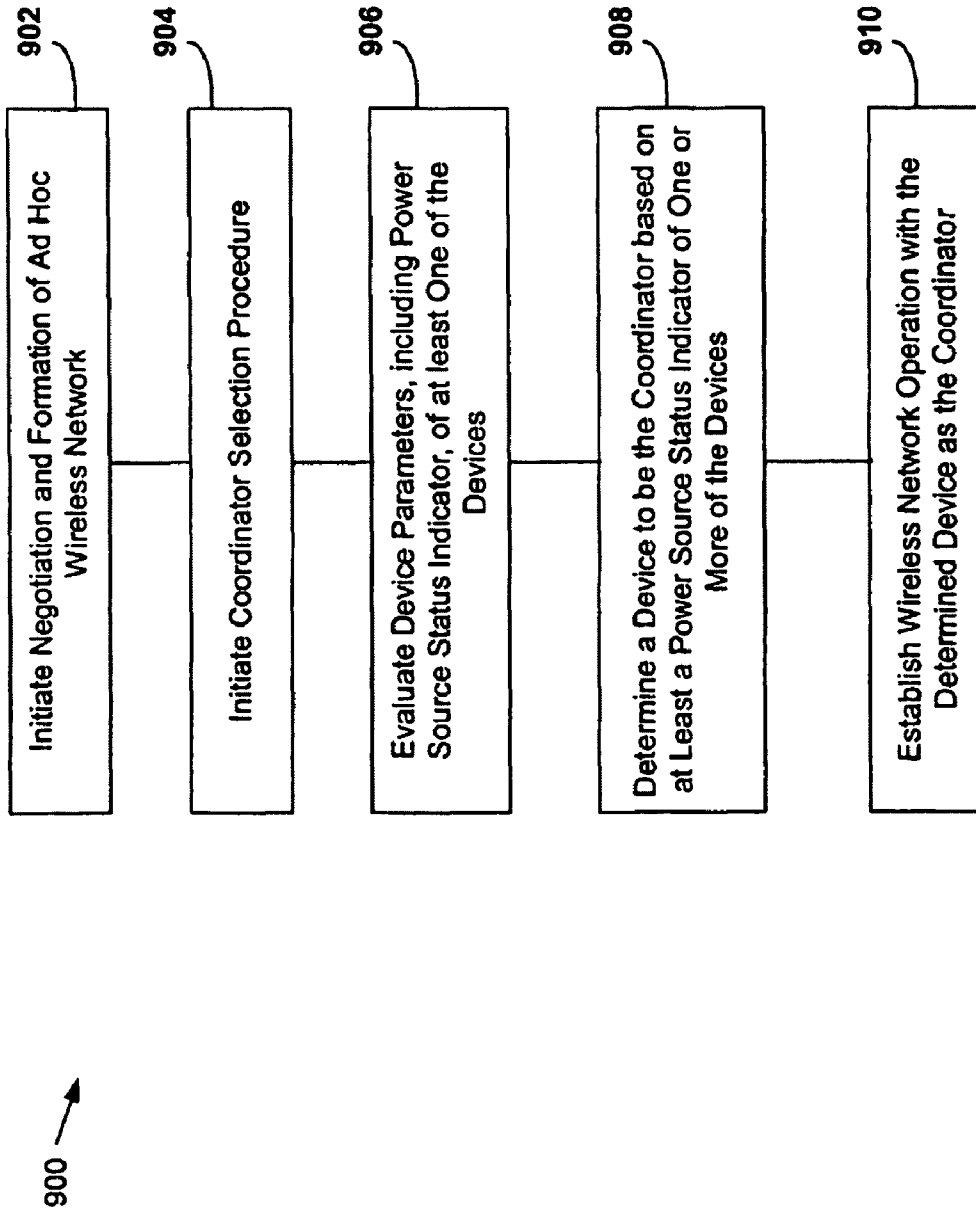 900
902
Initiate Negotiation and Formation of Ad Hoc
Wireless Network
904
Initiate Coordinator Selection Procedure
906
Evaluate Device Parameters, including Power
Source Status Indicator, of at least One of the
Devices
908
Determine a Device to be the Coordinator based on
at Least a Power Source Status Indicator of One or
More of the Devices
910
Establish Wireless Network Operation with the
Determined Device as the Coordinator